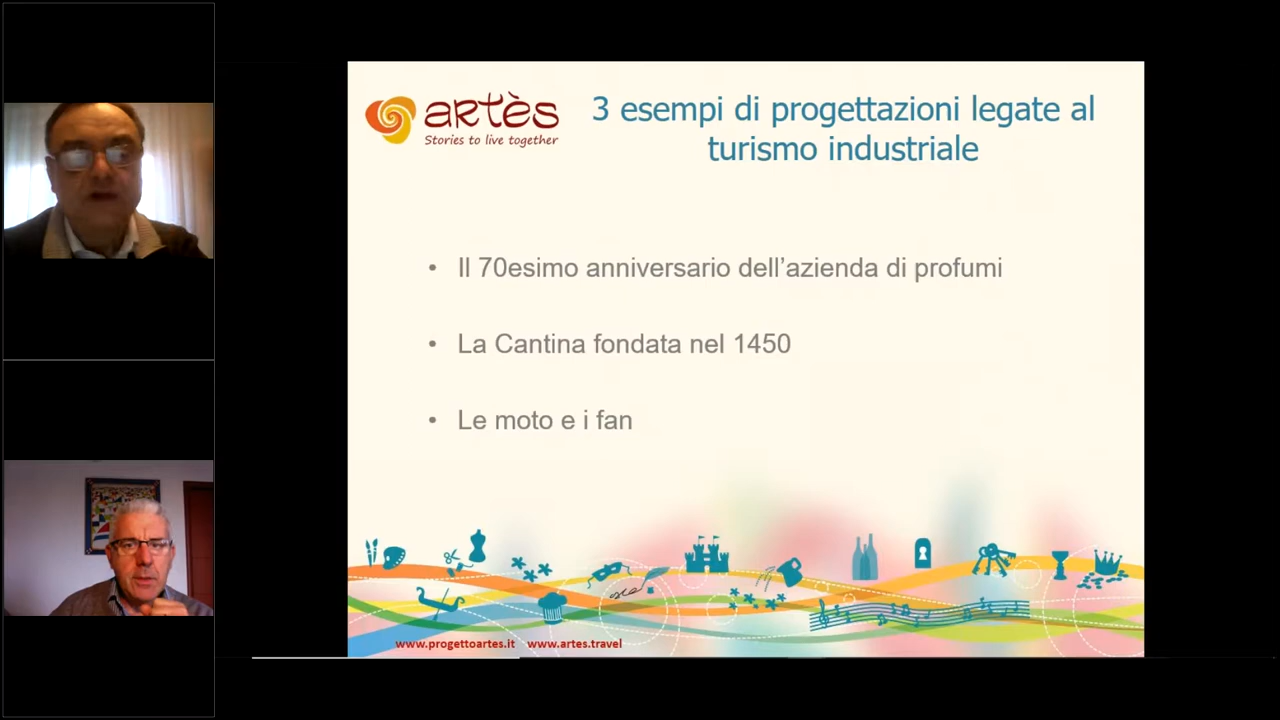 artès
Stories to live together
3 esempi di progettazioni legate al
turismo industriale
• Il 70esimo anniversario dell'azienda di profumi
• La Cantina fondata nel 1450
• Le moto e i fan
www.progettoartes.it www.artes.travel